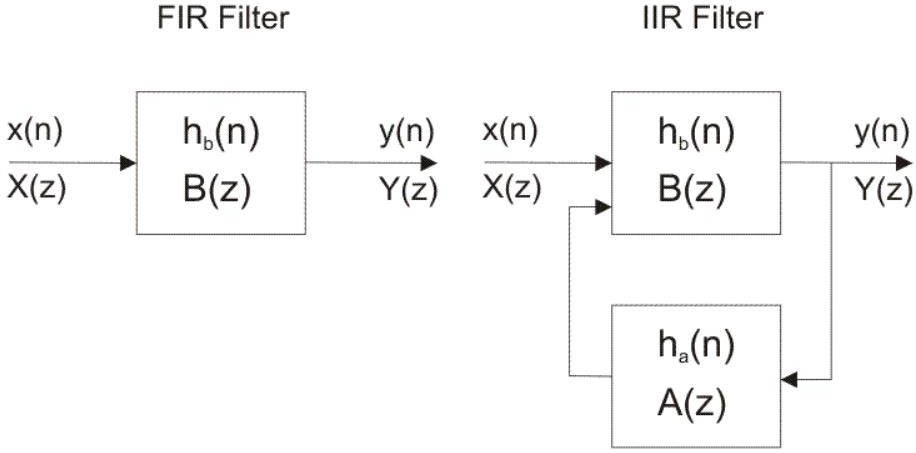 FIR Filter
IIR Filter
x(n)
X(z)
h_b(n)
B(z)
y(n)
Y(z)
x(n)
X(z)
h_b(n)
B(z)
y(n)
Y(z)
h_a(n)
A(z)